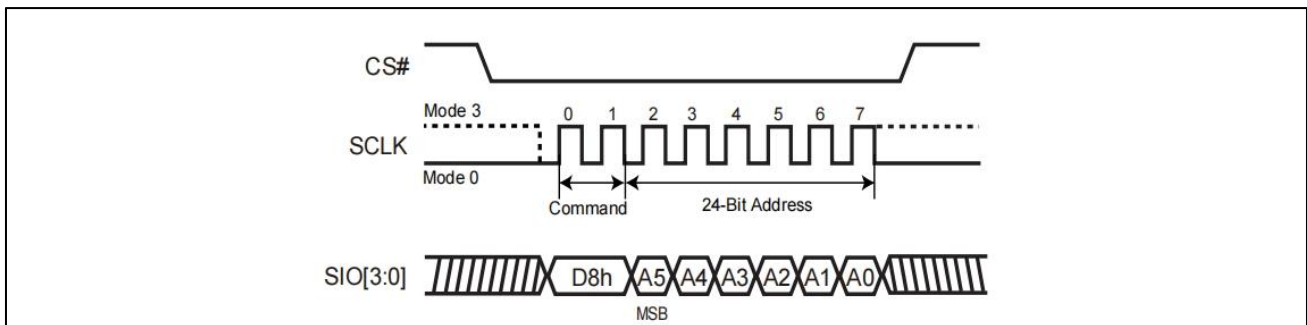 CS#
Mode 3
0 1 2 3 4 5 6 7
SCLK
Mode 0
Command
24-Bit Address
SIO[3:0]
D8h A5 A4 A3 A2 A1 A0
MSB